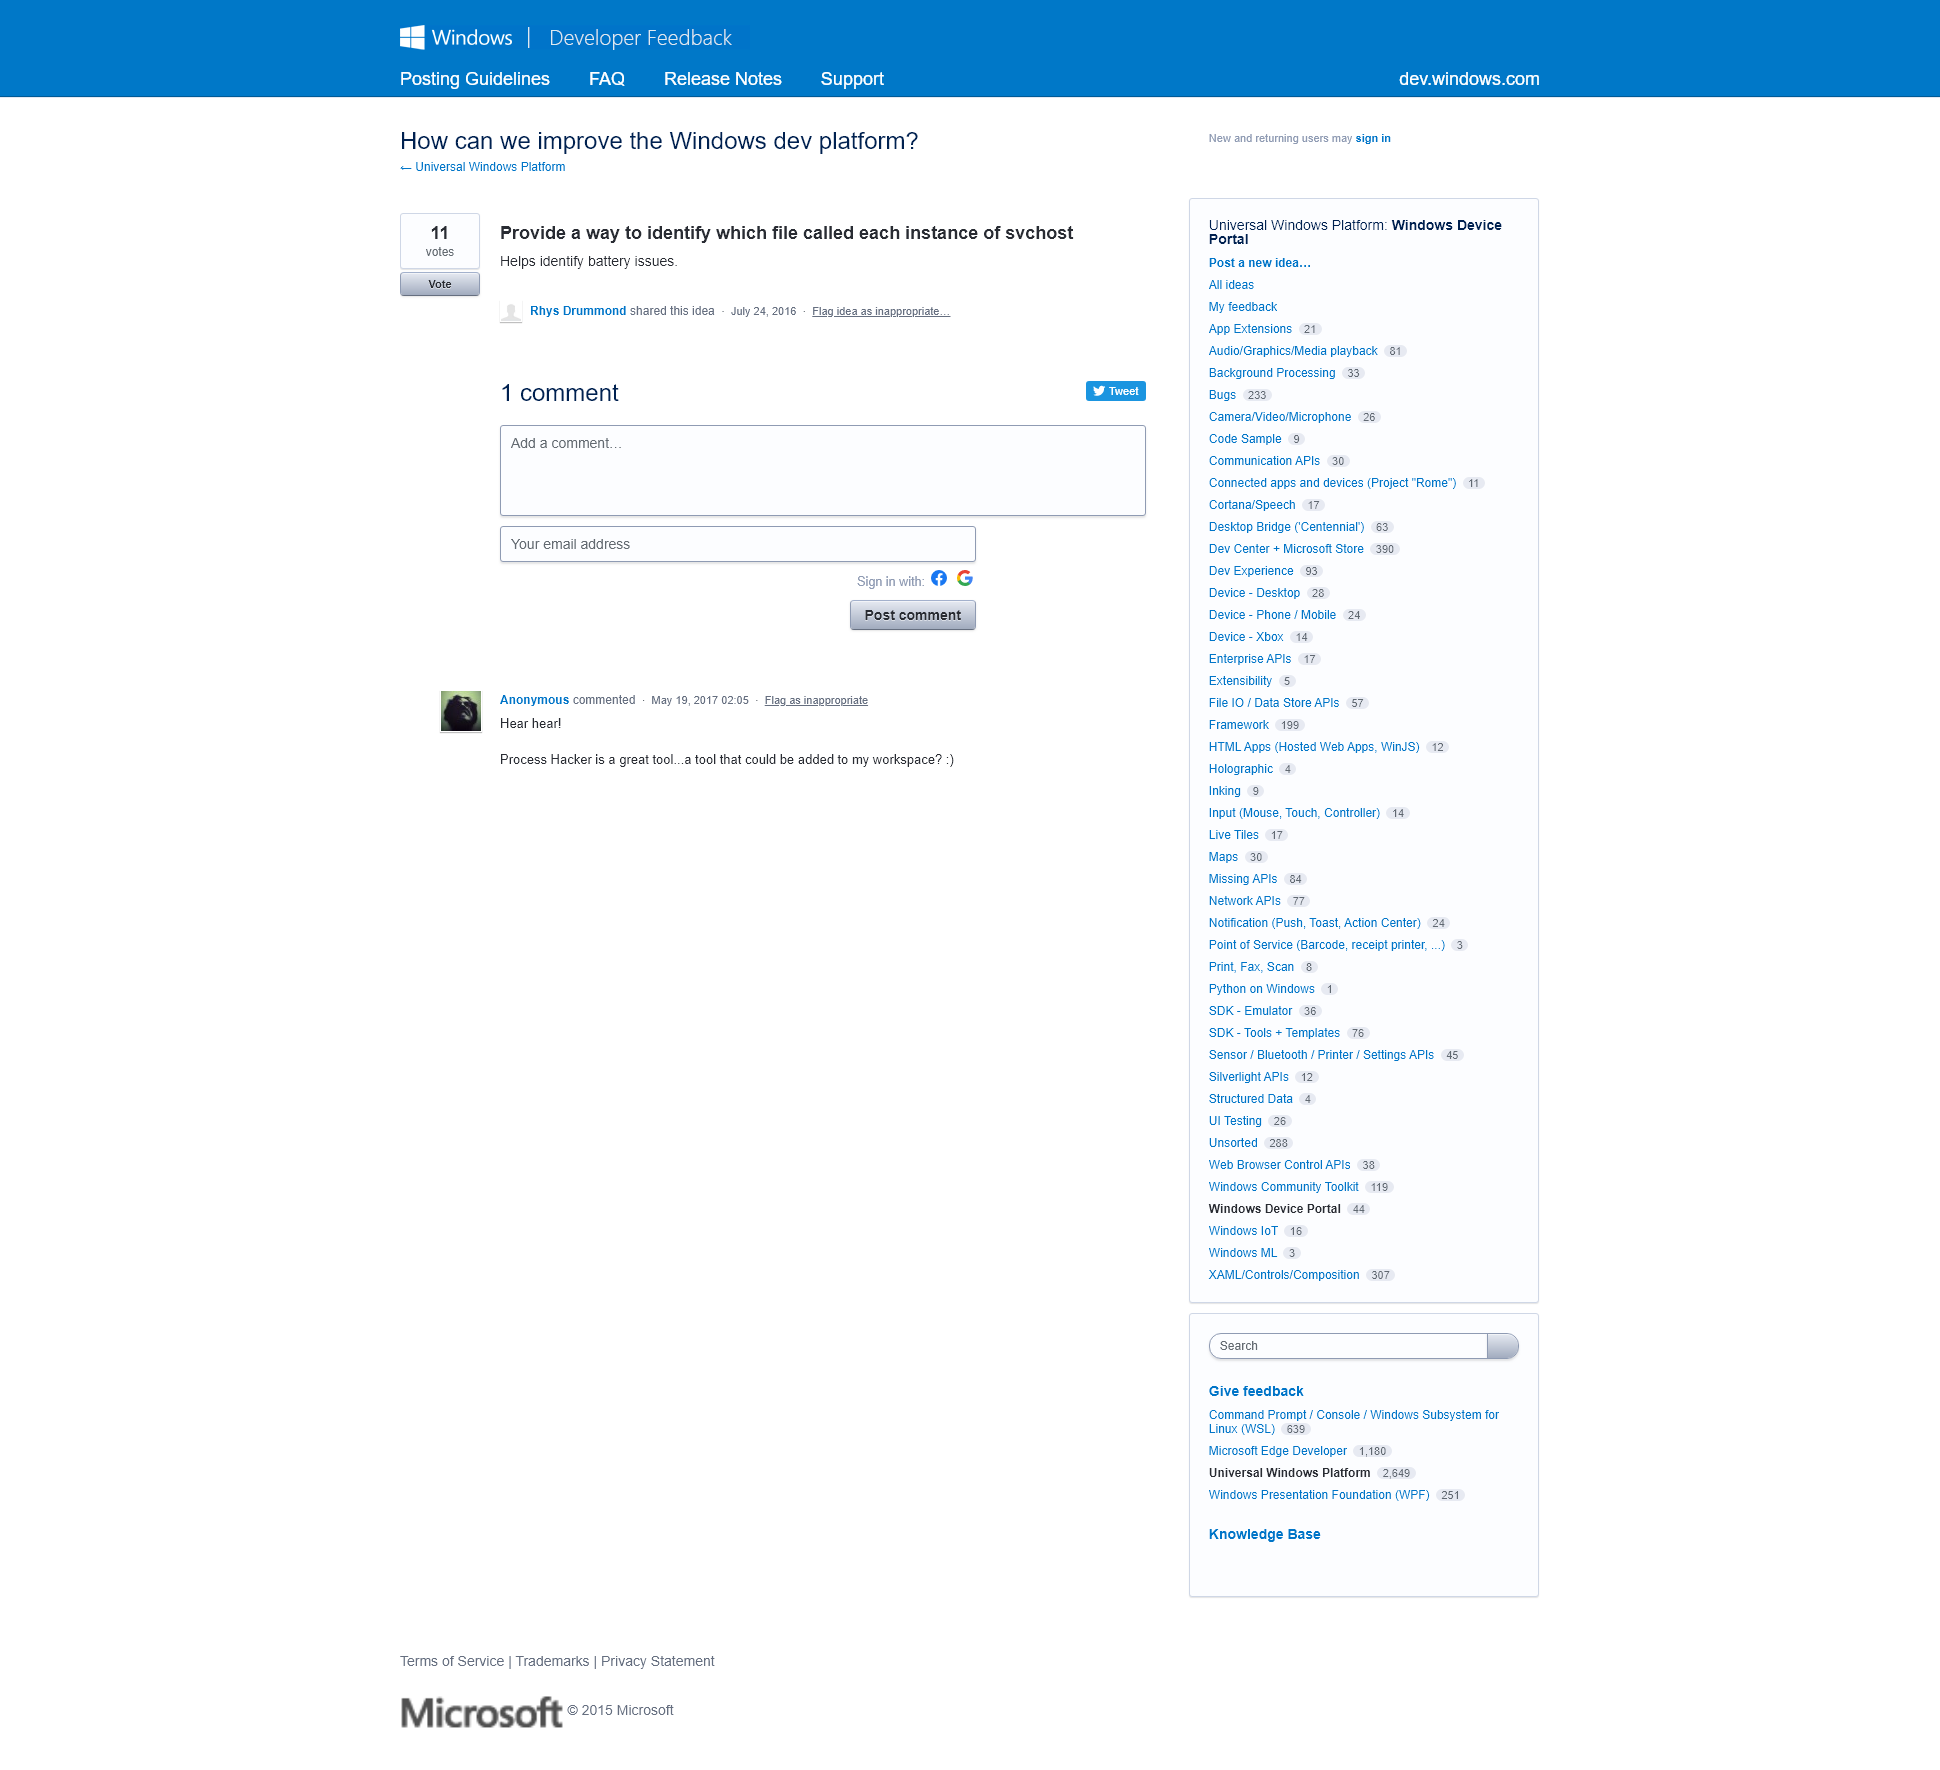 Windows | Developer Feedback
Posting Guidelines FAQ Release Notes Support dev.windows.com
How can we improve the Windows dev platform?
← Universal Windows Platform
New and returning users may sign in
11
votes
Vote
Provide a way to identify which file called each instance of svchost
Helps identify battery issues.
Rhys Drummond shared this idea · July 24, 2016 · Flag idea as inappropriate…
1 comment
Tweet
Add a comment…
Your email address
Sign in with:
Post comment
Anonymous commented · May 19, 2017 02:05 · Flag as inappropriate
Hear hear!
Process Hacker is a great tool...a tool that could be added to my workspace? :)
Universal Windows Platform: Windows Device
Portal
Post a new idea…
All ideas
My feedback
App Extensions 21
Audio/Graphics/Media playback 81
Background Processing 33
Bugs 233
Camera/Video/Microphone 26
Code Sample 9
Communication APIs 30
Connected apps and devices (Project "Rome") 11
Cortana/Speech 17
Desktop Bridge ('Centennial') 63
Dev Center + Microsoft Store 390
Dev Experience 93
Device - Desktop 28
Device - Phone / Mobile 24
Device - Xbox 14
Enterprise APIs 17
Extensibility 5
File IO / Data Store APIs 57
Framework 199
HTML Apps (Hosted Web Apps, WinJS) 12
Holographic 4
Inking 9
Input (Mouse, Touch, Controller) 14
Live Tiles 17
Maps 30
Missing APIs 84
Network APIs 77
Notification (Push, Toast, Action Center) 24
Point of Service (Barcode, receipt printer, ...) 3
Print, Fax, Scan 8
Python on Windows 1
SDK - Emulator 36
SDK - Tools + Templates 76
Sensor / Bluetooth / Printer / Settings APIs 45
Silverlight APIs 12
Structured Data 4
UI Testing 26
Unsorted 288
Web Browser Control APIs 38
Windows Community Toolkit 119
Windows Device Portal 44
Windows IoT 16
Windows ML 3
XAML/Controls/Composition 307
Search
Give feedback
Command Prompt / Console / Windows Subsystem for
Linux (WSL) 639
Microsoft Edge Developer 1,180
Universal Windows Platform 2,649
Windows Presentation Foundation (WPF) 251
Knowledge Base
Terms of Service | Trademarks | Privacy Statement
Microsoft © 2015 Microsoft